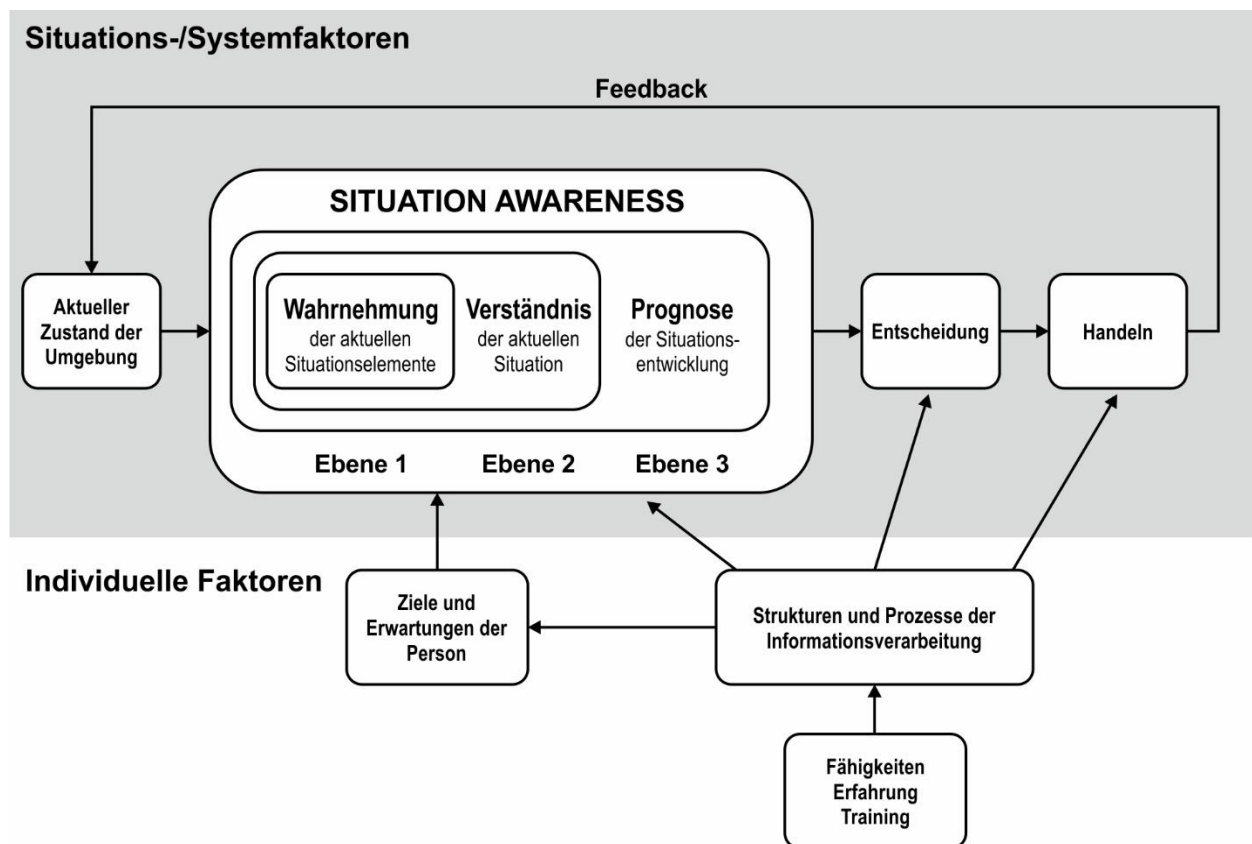 Situations-/Systemfaktoren
Feedback
SITUATION AWARENESS
Aktueller
Zustand der
Umgebung
Wahrnehmung
der aktuellen
Situationselemente
Verständnis
der aktuellen
Situation
Prognose
der Situations-
entwicklung
Entscheidung
Handeln
Ebene 1
Ebene 2
Ebene 3
Individuelle Faktoren
Ziele und
Erwartungen der
Person
Strukturen und Prozesse der
Informationsverarbeitung
Fähigkeiten
Erfahrung
Training